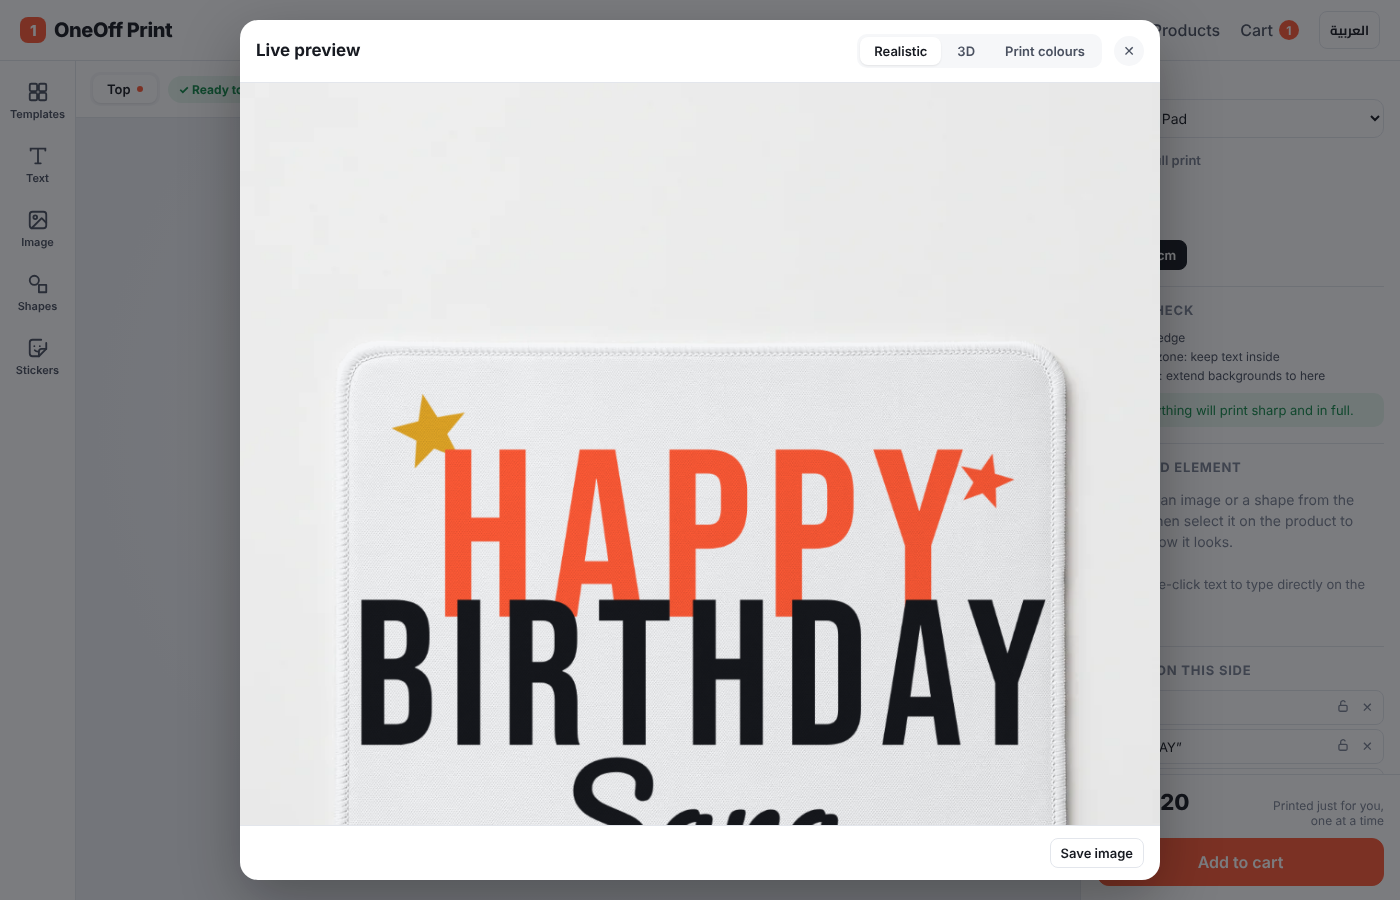 1 OneOff Print
Products
Cart 1
العربية
Live preview
Realistic
3D
Print colours
Templates
Text
Image
Shapes
Stickers
Top
✓ Ready to
Pad
ll print
cm
HECK
edge
zone: keep text inside
: extend backgrounds to here
thing will print sharp and in full.
D ELEMENT
an image or a shape from the
hen select it on the product to
ow it looks.
e-click text to type directly on the
ON THIS SIDE
AY”
20
Printed just for you,
one at a time
Add to cart
HAPPY
BIRTHDAY
Sara
Save image